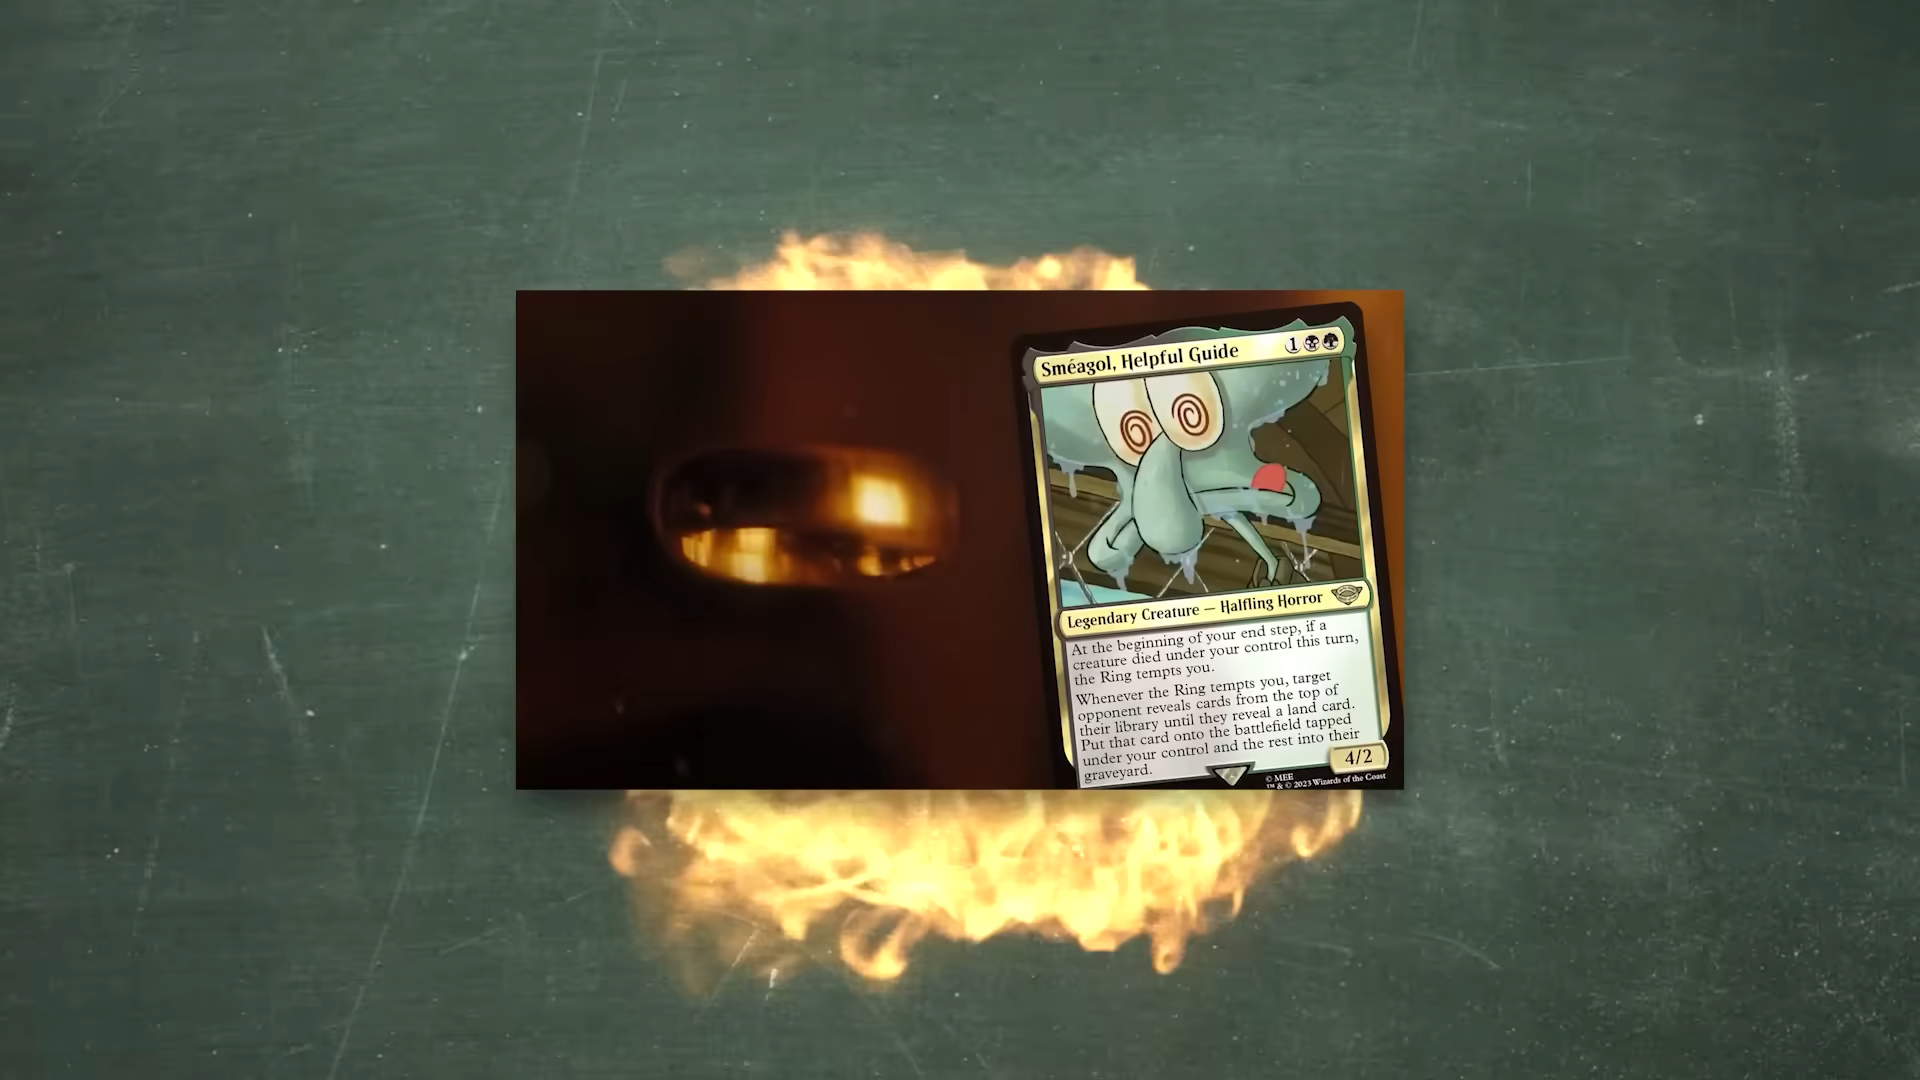 Sméagol, Helpful Guide 1
Legendary Creature — Halfling Horror
At the beginning of your end step, if a
creature died under your control this turn,
the Ring tempts you.
Whenever the Ring tempts you, target
opponent reveals cards from the top of
their library until they reveal a land card.
Put that card onto the battlefield tapped
under your control and the rest into their
graveyard.
4/2
© MEE
™ & © 2023 Wizards of the Coast